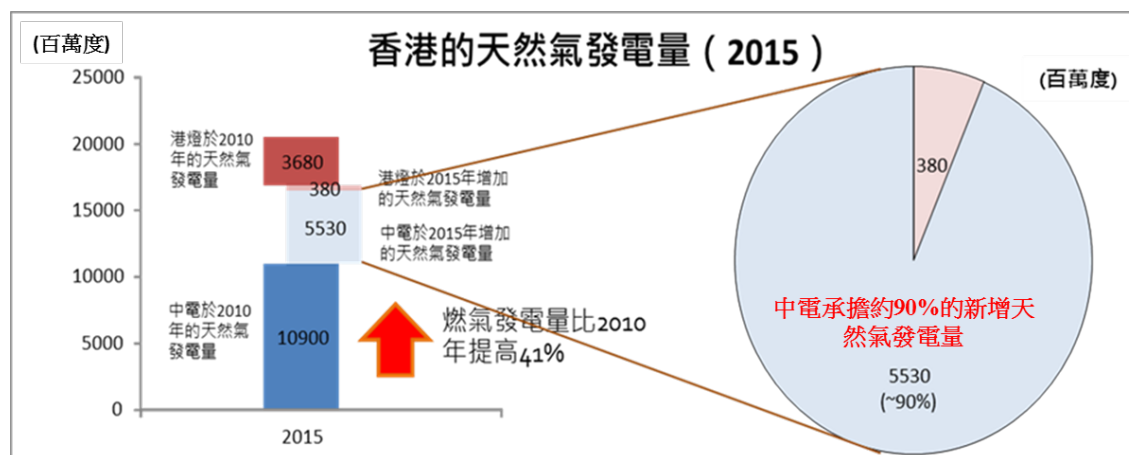 (百萬度)
香港的天然氣發電量（2015）
(百萬度)
25000
20000
15000
10000
5000
0
港燈於2010
年的天然氣
發電量
3680
380
港燈於2015年增加
的天然氣發電量
5530
中電於2015年增加
的天然氣發電量
中電於2010
年的天然氣
發電量
10900
燃氣發電量比2010
年提高41%
2015
380
中電承擔約90%的新增天
然氣發電量
5530
(~90%)